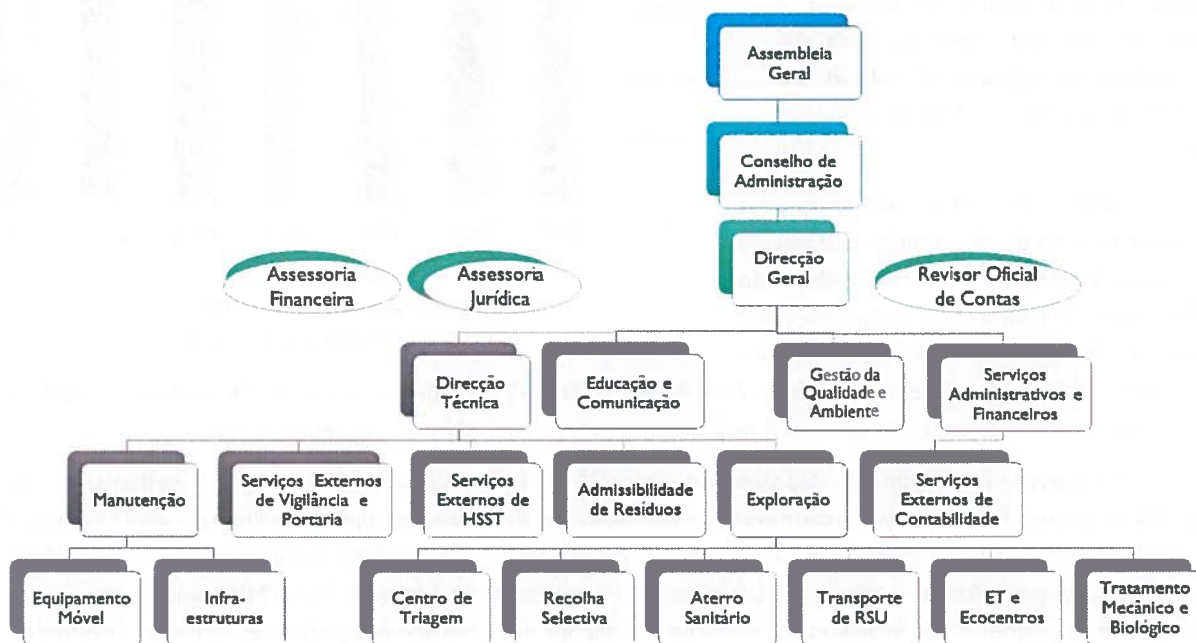 Assembleia
Geral
Conselho de
Administração
Direcção
Geral
Assessoria
Financeira
Assessoria
Jurídica
Revisor Oficial
de Contas
Direcção
Técnica
Educação e
Comunicação
Gestão da
Qualidade e
Ambiente
Serviços
Administrativos e
Financeiros
Manutenção
Serviços Externos
de Vigilância e
Portaria
Serviços
Externos de
HSST
Admissibilidade
de Resíduos
Exploração
Serviços
Externos de
Contabilidade
Equipamento
Móvel
Infra-
estruturas
Centro de
Triagem
Recolha
Selectiva
Aterro
Sanitário
Transporte
de RSU
ET e
Ecocentros
Tratamento
Mecânico e
Biológico